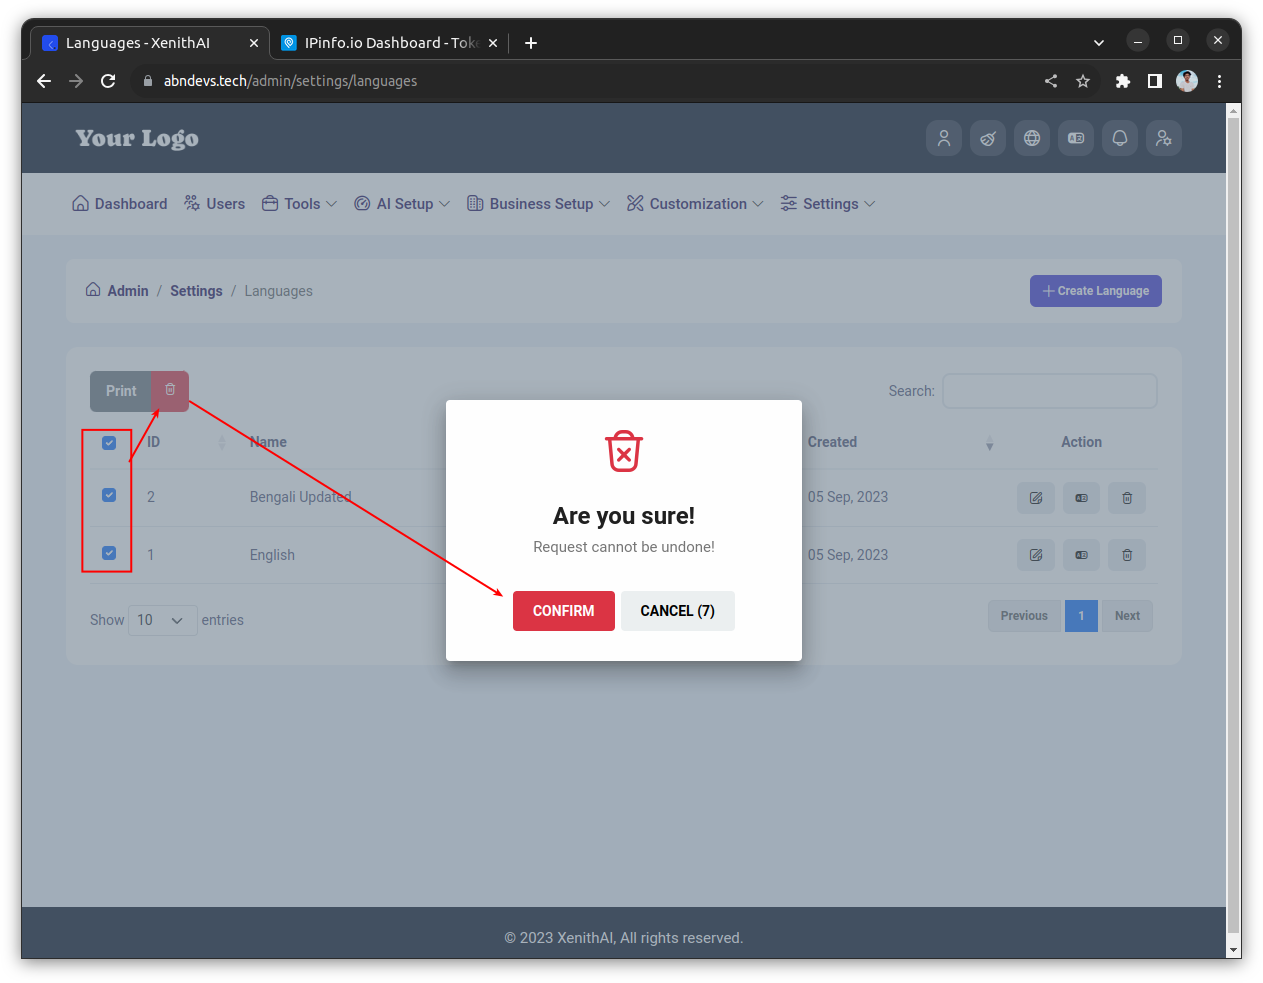 Languages - XenithAI
IPinfo.io Dashboard - Toke
abndevs.tech/admin/settings/languages
Your Logo
Dashboard Users Tools AI Setup Business Setup Customization Settings
Admin / Settings / Languages
Create Language
Print
Search:
ID Name Created Action
2 Bengali Updated 05 Sep, 2023
1 English 05 Sep, 2023
Are you sure!
Request cannot be undone!
CONFIRM CANCEL (7)
Show 10 entries
Previous 1 Next
© 2023 XenithAI, All rights reserved.